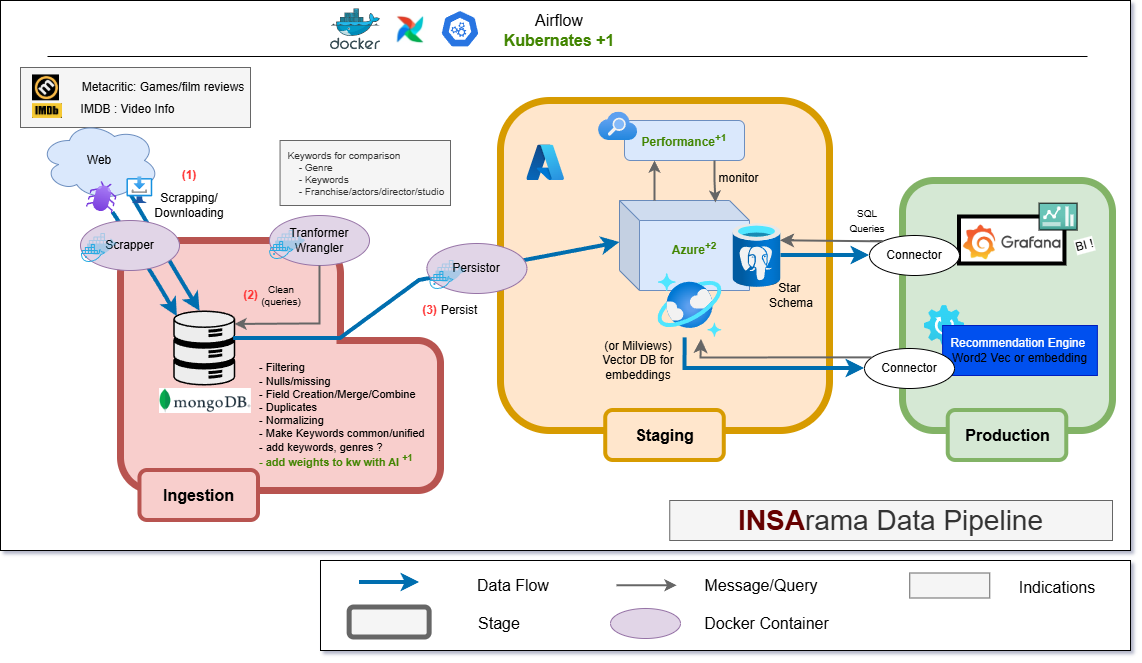 docker
Airflow
Kubernates +1
Metacritic: Games/film reviews
IMDb
IMDB : Video Info
Web
(1)
Scrapping/
Downloading
Keywords for comparison
- Genre
- Keywords
- Franchise/actors/director/studio
Scrapper
Tranformer
Wrangler
(2)
Clean
(queries)
Persistor
(3) Persist
mongoDB.
- Filtering
- Nulls/missing
- Field Creation/Merge/Combine
- Duplicates
- Normalizing
- Make Keywords common/unified
- add keywords, genres ?
- add weights to kw with AI +1
Ingestion
Performance+1
monitor
Azure+2
Star
Schema
(or Milviews)
Vector DB for
embeddings
Staging
SQL
Queries
Connector
Grafana
BI !
Recommendation Engine
Word2 Vec or embedding
Connector
Production
INSArama Data Pipeline
Data Flow
Message/Query
Indications
Stage
Docker Container